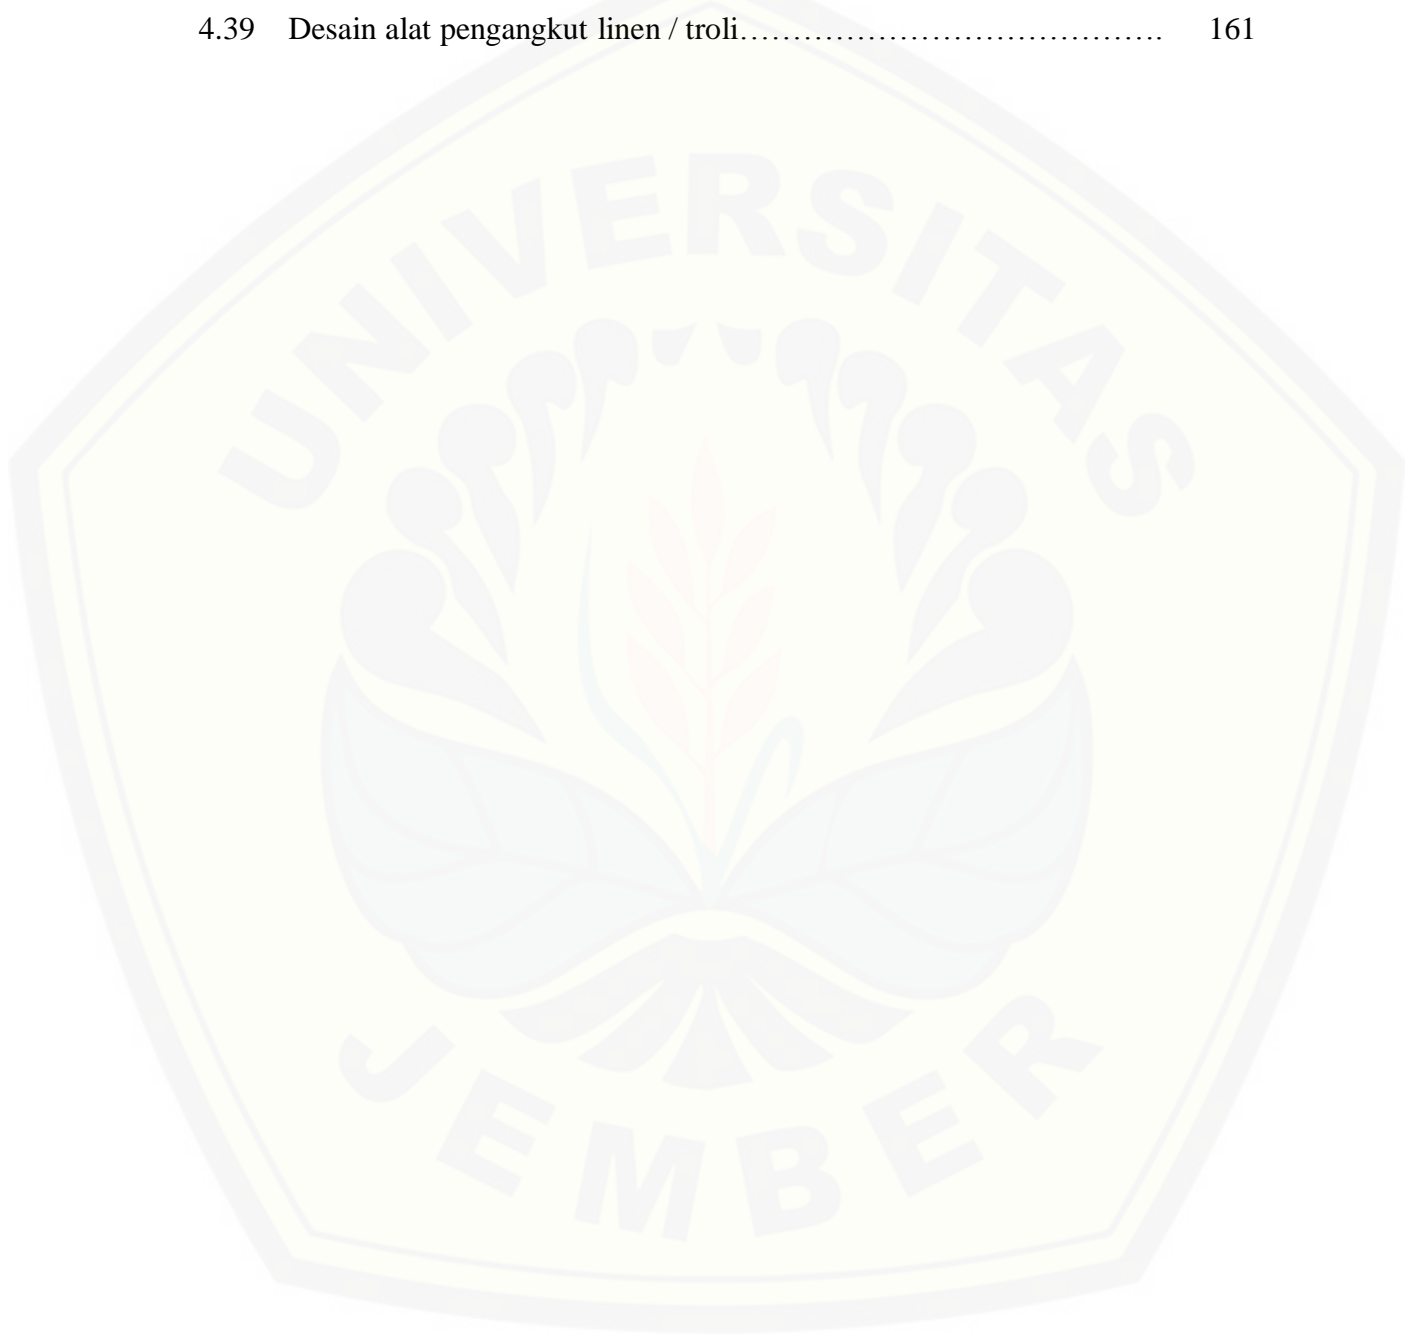 4.39 Desain alat pengangkut linen / troli…………………………………. 161
UNIVERSITAS
JEMBER